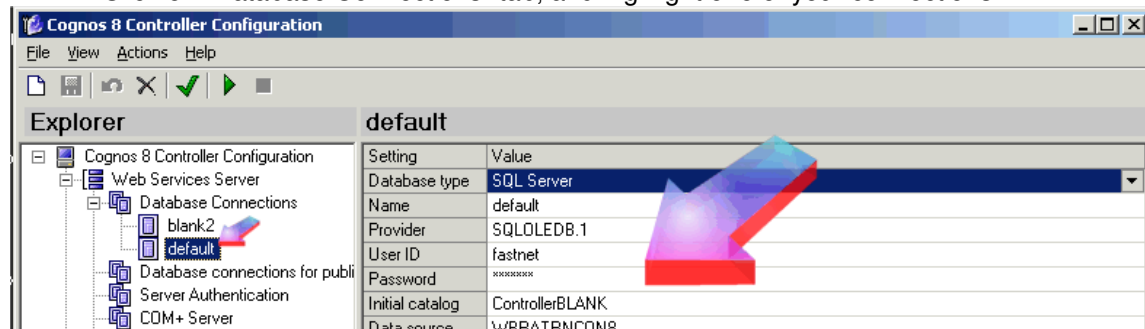 Cognos 8 Controller Configuration
File View Actions Help
Explorer
default
Cognos 8 Controller Configuration
Web Services Server
Database Connections
blank2
default
Database connections for publi
Server Authentication
COM+ Server
Setting Value
Database type SQL Server
Name default
Provider SQLOLEDB.1
User ID fastnet
Password *******
Initial catalog ControllerBLANK
Data source